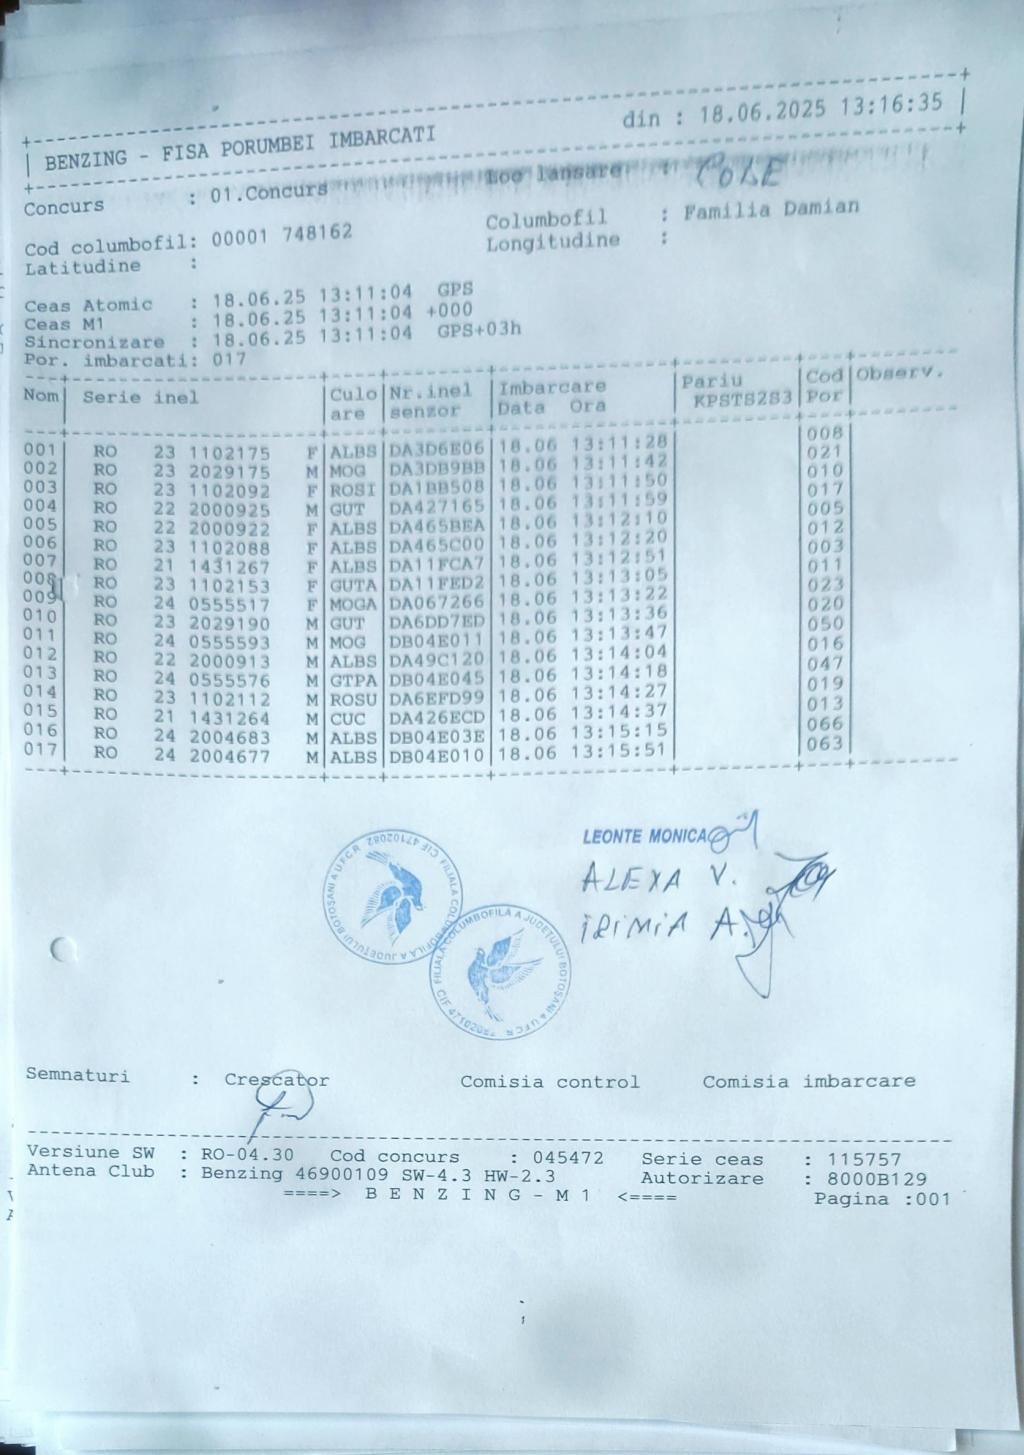 BENZING - FISA PORUMBEI IMBARCATI din : 18.06.2025 13:16:35
Concurs : 01.Concurs Loc lansare : COLE
Cod columbofil: 00001 748162 Columbofil : Familia Damian
Latitudine : Longitudine :
Ceas Atomic : 18.06.25 13:11:04 GPS
Ceas M1 : 18.06.25 13:11:04 +000
Sincronizare : 18.06.25 13:11:04 GPS+03h
Por. imbarcati: 017
Nom Serie inel Culo Nr.inel Imbarcare Pariu Cod Observ.
are senzor Data Ora KPSTS2S3 Por
001 RO 23 1102175 F ALBS DA3D6E06 18.06 13:11:28 008
002 RO 23 2029175 M MOG DA3DB9BB 18.06 13:11:42 021
003 RO 23 1102092 F ROSI DA1BB508 18.06 13:11:50 010
004 RO 22 2000925 M GUT DA427165 18.06 13:11:59 017
005 RO 22 2000922 F ALBS DA465BEA 18.06 13:12:10 005
006 RO 23 1102088 F ALBS DA465C00 18.06 13:12:20 012
007 RO 21 1431267 F ALBS DA11FCA7 18.06 13:12:51 003
008 RO 23 1102153 F GUTA DA11FED2 18.06 13:13:05 011
009 RO 24 0555517 F MOGA DA067266 18.06 13:13:22 023
010 RO 23 2029190 M GUT DA6DD7ED 18.06 13:13:36 020
011 RO 24 0555593 M MOG DB04E011 18.06 13:13:47 050
012 RO 22 2000913 M ALBS DA49C120 18.06 13:14:04 016
013 RO 24 0555576 M GTPA DB04E045 18.06 13:14:18 047
014 RO 23 1102112 M ROSU DA6EFD99 18.06 13:14:27 019
015 RO 21 1431264 M CUC DA426ECD 18.06 13:14:37 013
016 RO 24 2004683 M ALBS DB04E03E 18.06 13:15:15 066
017 RO 24 2004677 M ALBS DB04E010 18.06 13:15:51 063
LEONTE MONICA
ALEXA V.
IRIMIA A.
FILIALA COLUMBOFILA A JUDEŢULUI BOTOŞANI A UFCR CIF 47102082
FILIALA COLUMBOFILA A JUDEŢULUI BOTOŞANI A UFCR CIF 47102082
Semnaturi : Crescator Comisia control Comisia imbarcare
Versiune SW : RO-04.30 Cod concurs : 045472 Serie ceas : 115757
Antena Club : Benzing 46900109 SW-4.3 HW-2.3 Autorizare : 8000B129
====> B E N Z I N G - M 1 <==== Pagina :001